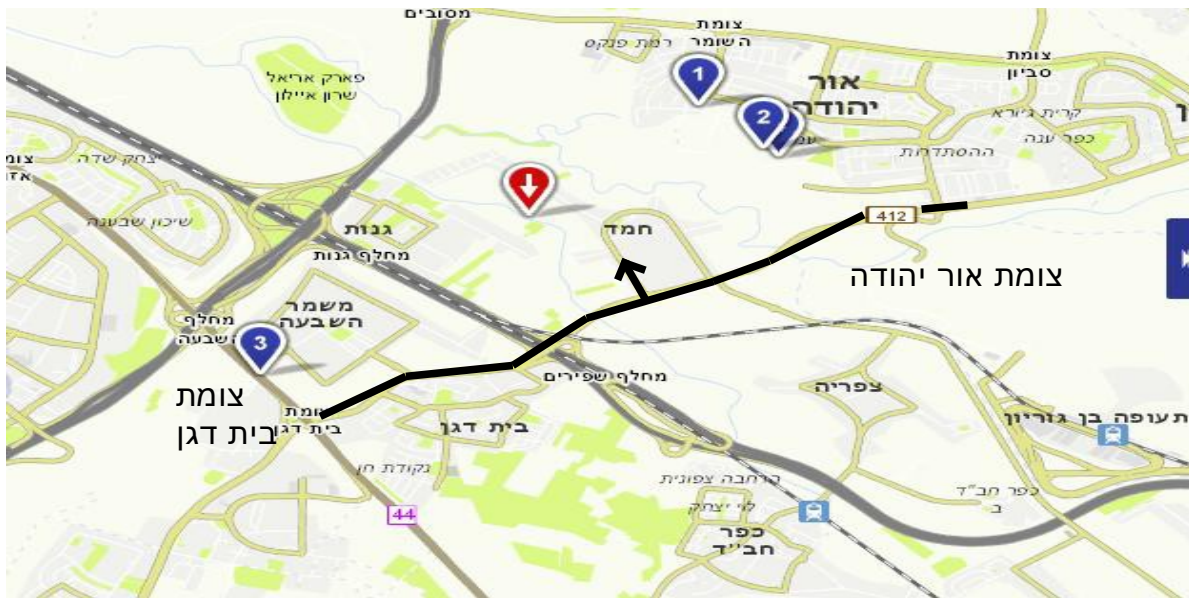 מסובים
צומת
השומר
רמת פנקס
צומת
סביון
פארק אריאל
שרון איילון
1
אור
יהודה
2
קרית גיורא
כפר ענה
ההסתדרות
יצחק שדה
שיכון שבעונה
גנות
מחלף גנות
חמד
412
צומת אור יהודה
משמר
השבעה
מחלף
השבעה
3
מחלף שפירים
צומת
בית דגן
בית דגן
בית דגן
נקודת חן
44
צפריה
הרחבה צפונית
לוי יצחק
כפר
חב"ד
כפר חב"ד
ב
תעופה בן גוריון